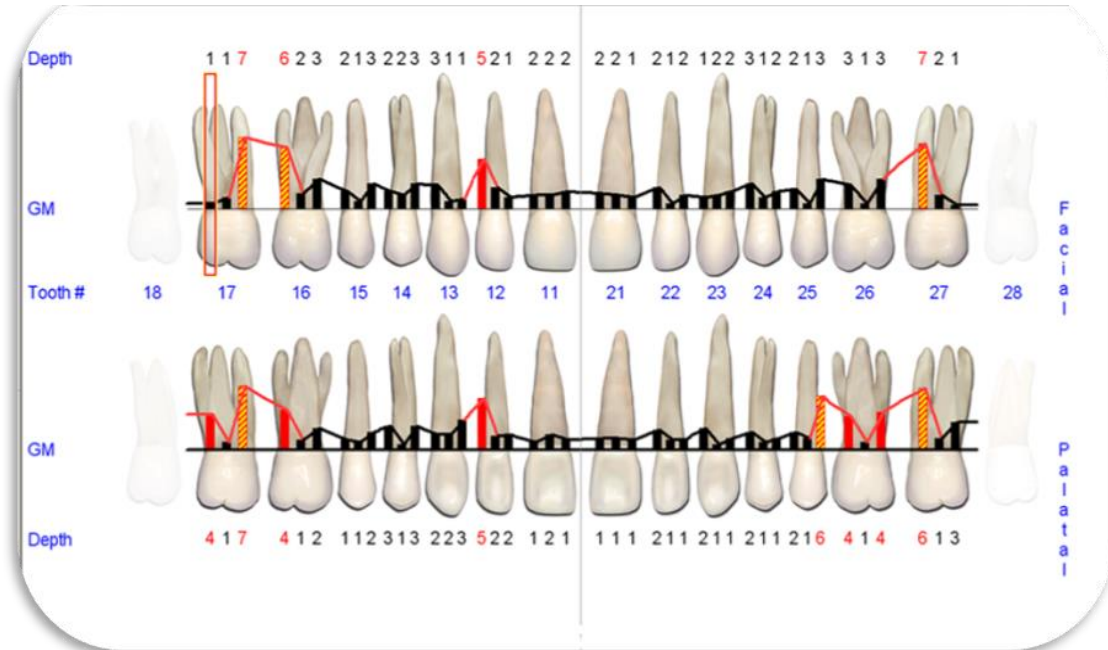 Depth 1 1 7 6 2 3 2 1 3 2 2 3 3 1 1 5 2 1 2 2 2 2 2 1 2 1 2 1 2 2 3 1 2 2 1 3 3 1 3 7 2 1
GM
Facial
Tooth # 18 17 16 15 14 13 12 11 21 22 23 24 25 26 27 28
GM
Palatal
Depth 4 1 7 4 1 2 1 1 2 3 1 3 2 2 3 5 2 2 1 2 1 1 1 1 2 1 1 2 1 1 2 1 1 2 1 6 4 1 4 6 1 3